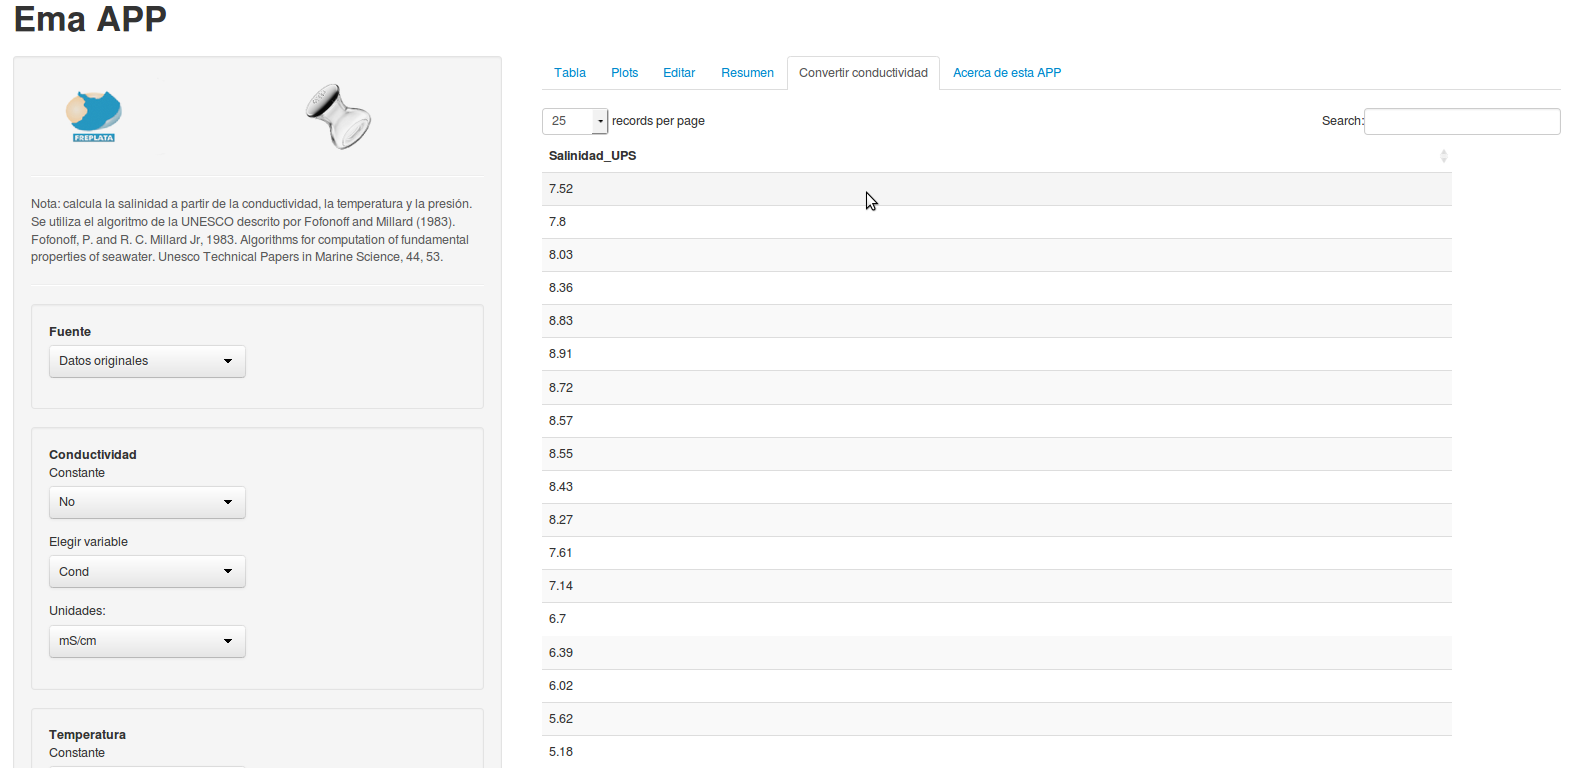 Ema APP
FREPLATA
Nota: calcula la salinidad a partir de la conductividad, la temperatura y la presión.
Se utiliza el algoritmo de la UNESCO descrito por Fofonoff and Millard (1983).
Fofonoff, P. and R. C. Millard Jr, 1983. Algorithms for computation of fundamental
properties of seawater. Unesco Technical Papers in Marine Science, 44, 53.
Fuente
Datos originales
Conductividad
Constante
No
Elegir variable
Cond
Unidades:
mS/cm
Temperatura
Constante
Tabla Plots Editar Resumen Convertir conductividad Acerca de esta APP
25 records per page Search:
Salinidad_UPS
7.52
7.8
8.03
8.36
8.83
8.91
8.72
8.57
8.55
8.43
8.27
7.61
7.14
6.7
6.39
6.02
5.62
5.18